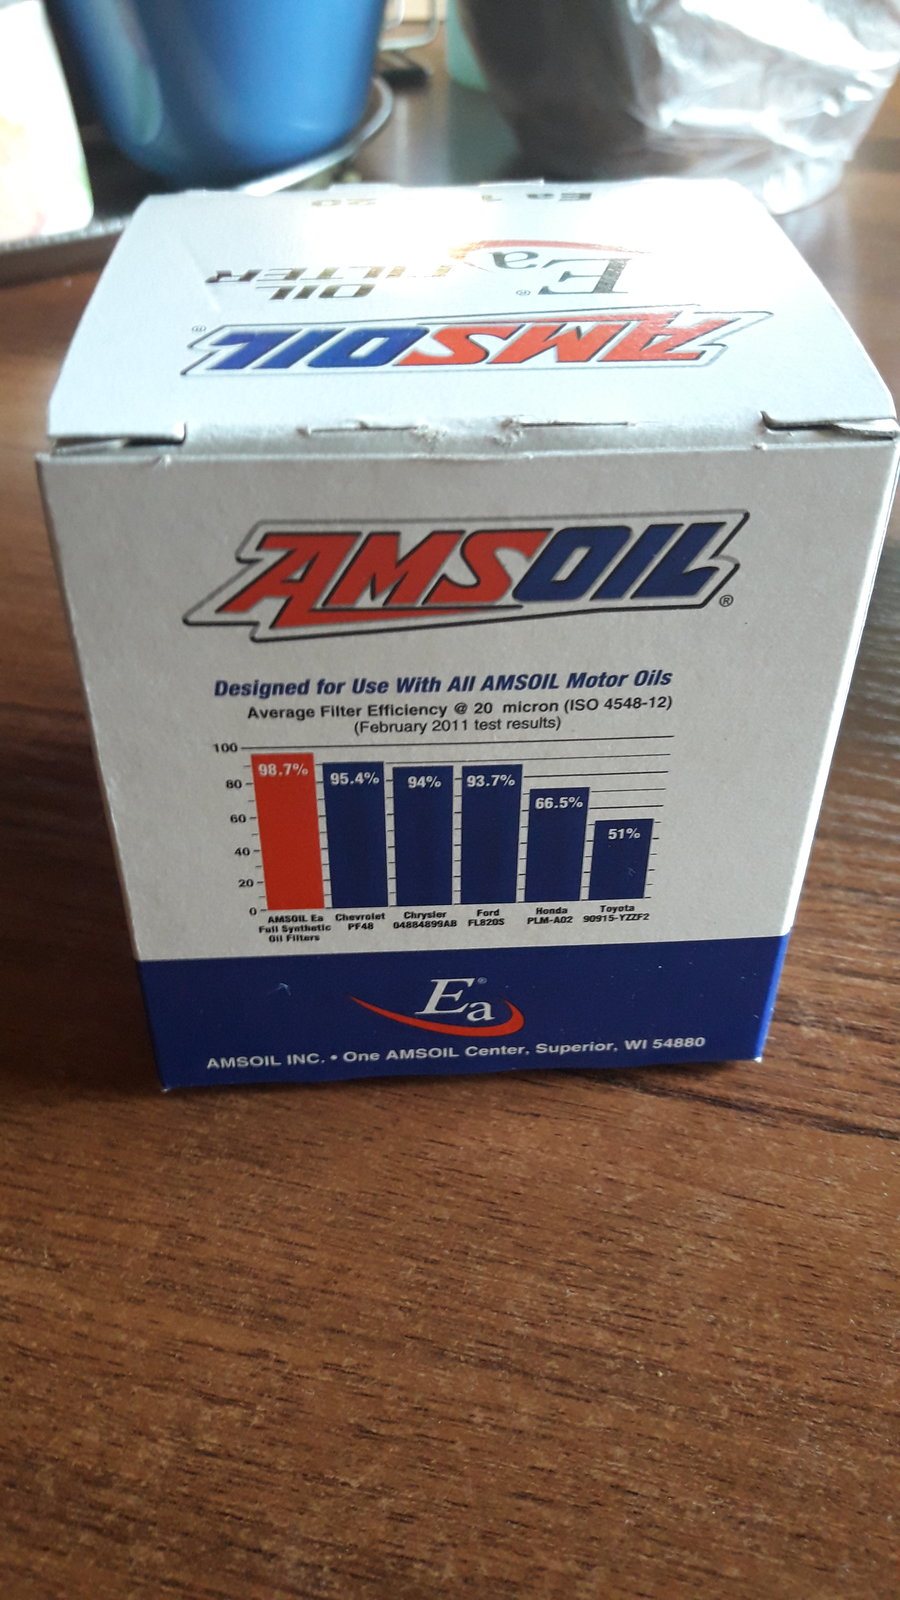 Ea
OIL FILTER
AMSOIL®
AMSOIL®
Designed for Use With All AMSOIL Motor Oils
Average Filter Efficiency @ 20 micron (ISO 4548-12)
(February 2011 test results)
100
80
60
40
20
0
98.7%
95.4%
94%
93.7%
66.5%
51%
AMSOIL Ea
Full Synthetic
Oil Filters
Chevrolet
PF48
Chrysler
04884899AB
Ford
FL820S
Honda
PLM-A02
Toyota
90915-YZZF2
Ea®
AMSOIL INC. • One AMSOIL Center, Superior, WI 54880